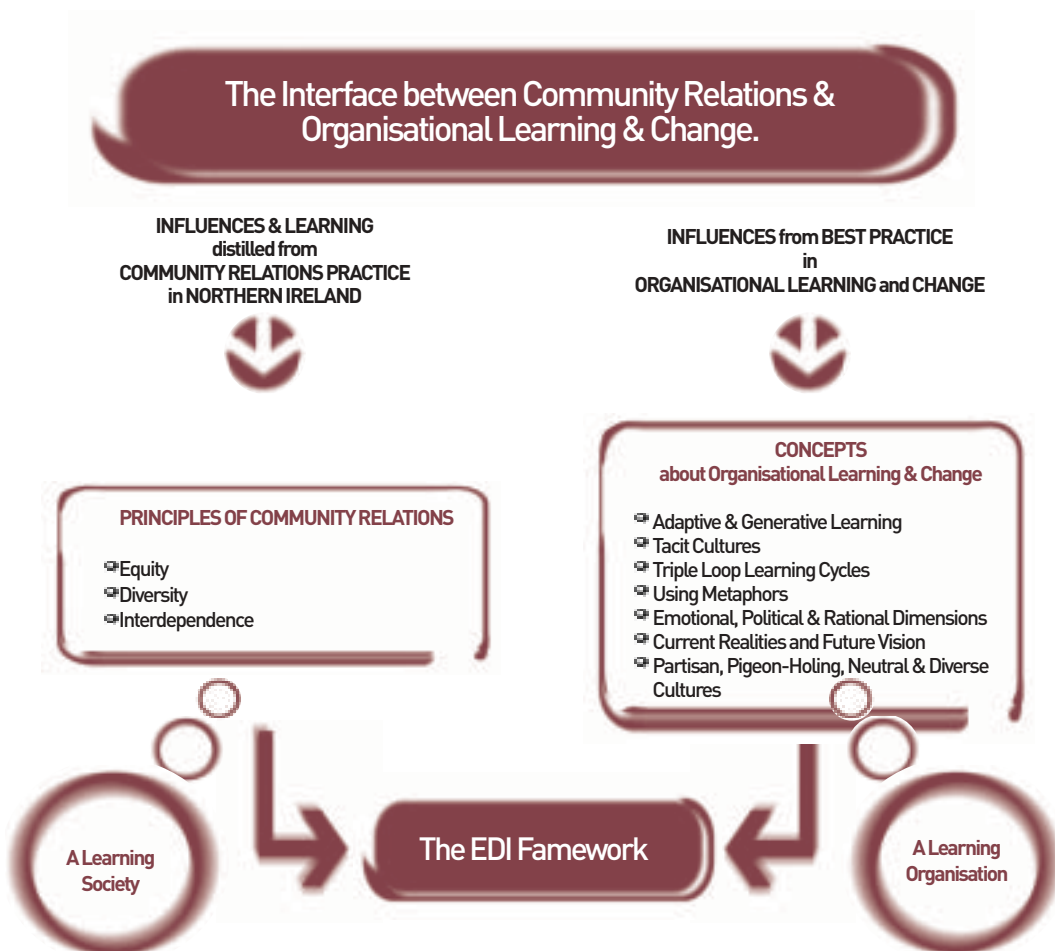 The Interface between Community Relations &
Organisational Learning & Change.
INFLUENCES & LEARNING
distilled from
COMMUNITY RELATIONS PRACTICE
in NORTHERN IRELAND
INFLUENCES from BEST PRACTICE
in
ORGANISATIONAL LEARNING and CHANGE
PRINCIPLES OF COMMUNITY RELATIONS
Equity
Diversity
Interdependence
CONCEPTS
about Organisational Learning & Change
Adaptive & Generative Learning
Tacit Cultures
Triple Loop Learning Cycles
Using Metaphors
Emotional, Political & Rational Dimensions
Current Realities and Future Vision
Partisan, Pigeon-Holing, Neutral & Diverse
Cultures
A Learning
Society
The EDI Famework
A Learning
Organisation